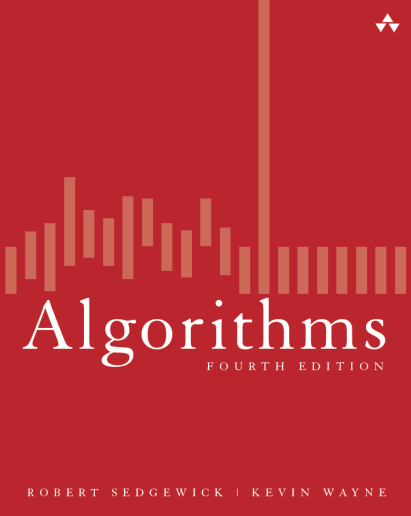 Algorithms
FOURTH EDITION
ROBERT SEDGEWICK | KEVIN WAYNE